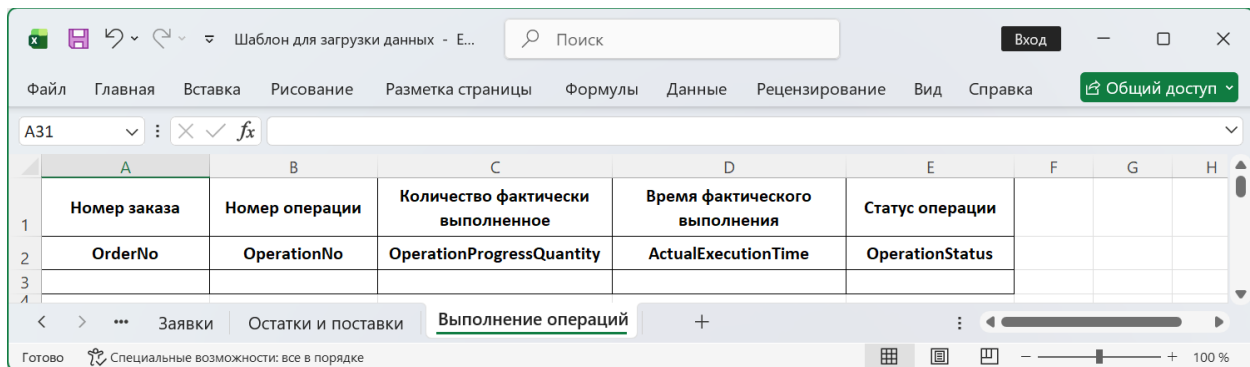 Шаблон для загрузки данных - E...
Поиск
Вход
Файл Главная Вставка Рисование Разметка страницы Формулы Данные Рецензирование Вид Справка Общий доступ
A31 fx
A B C D E F G H
1 Номер заказа Номер операции Количество фактически выполненное Время фактического выполнения Статус операции
2 OrderNo OperationNo OperationProgressQuantity ActualExecutionTime OperationStatus
3
4
... Заявки Остатки и поставки Выполнение операций +
Готово Специальные возможности: все в порядке 100 %